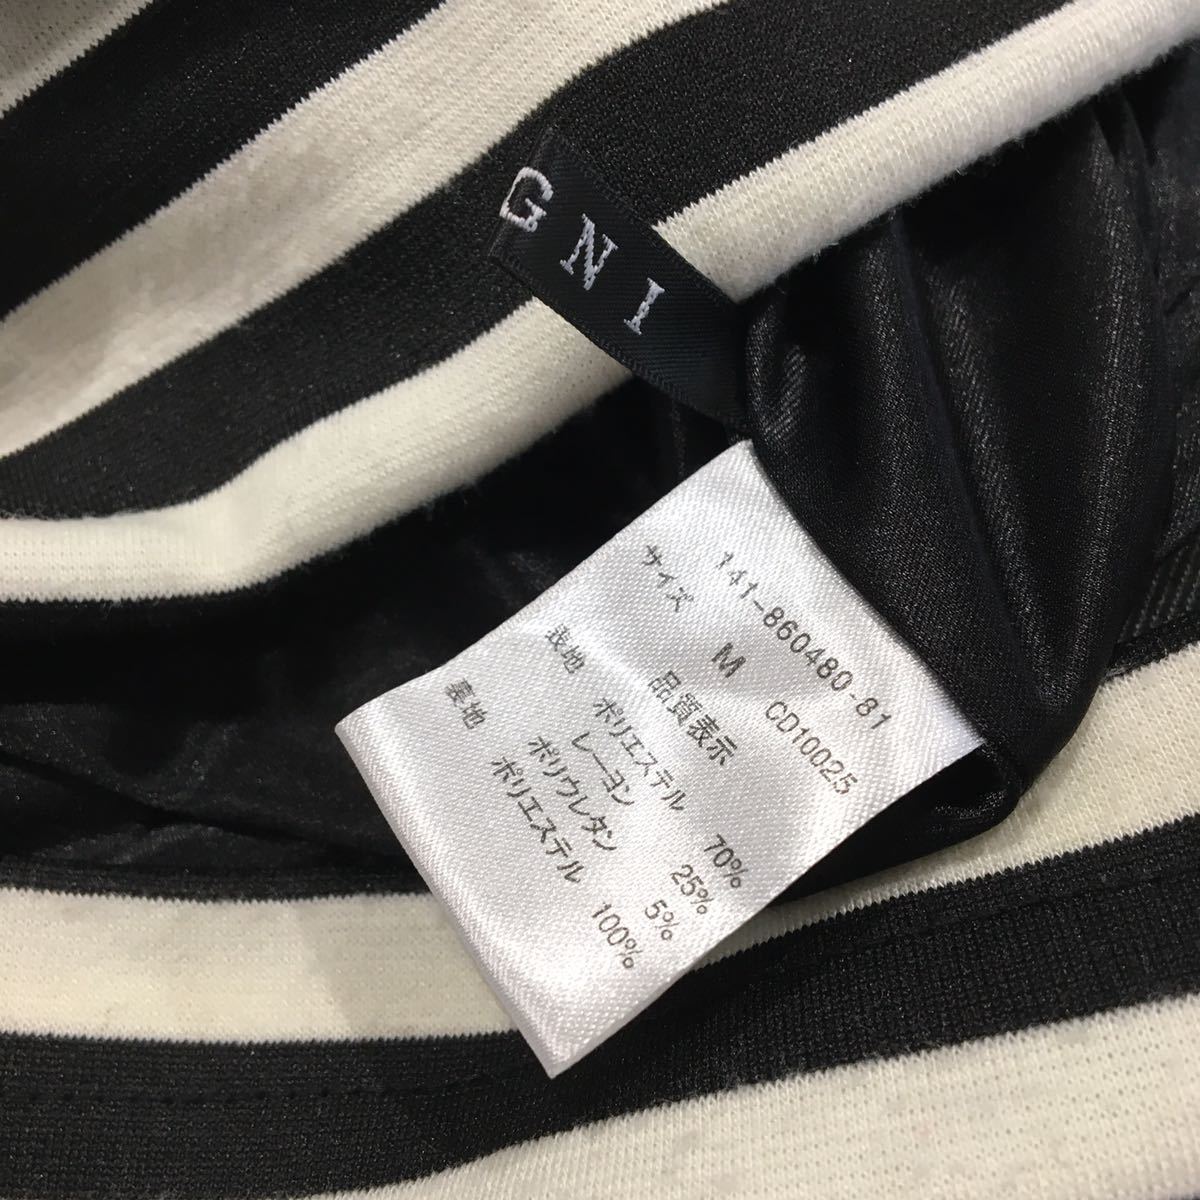 GNI
141-860480-81
サイズ M CD10025
品質表示
表地 ポリエステル 70%
レーヨン 25%
ポリウレタン 5%
裏地 ポリエステル 100%